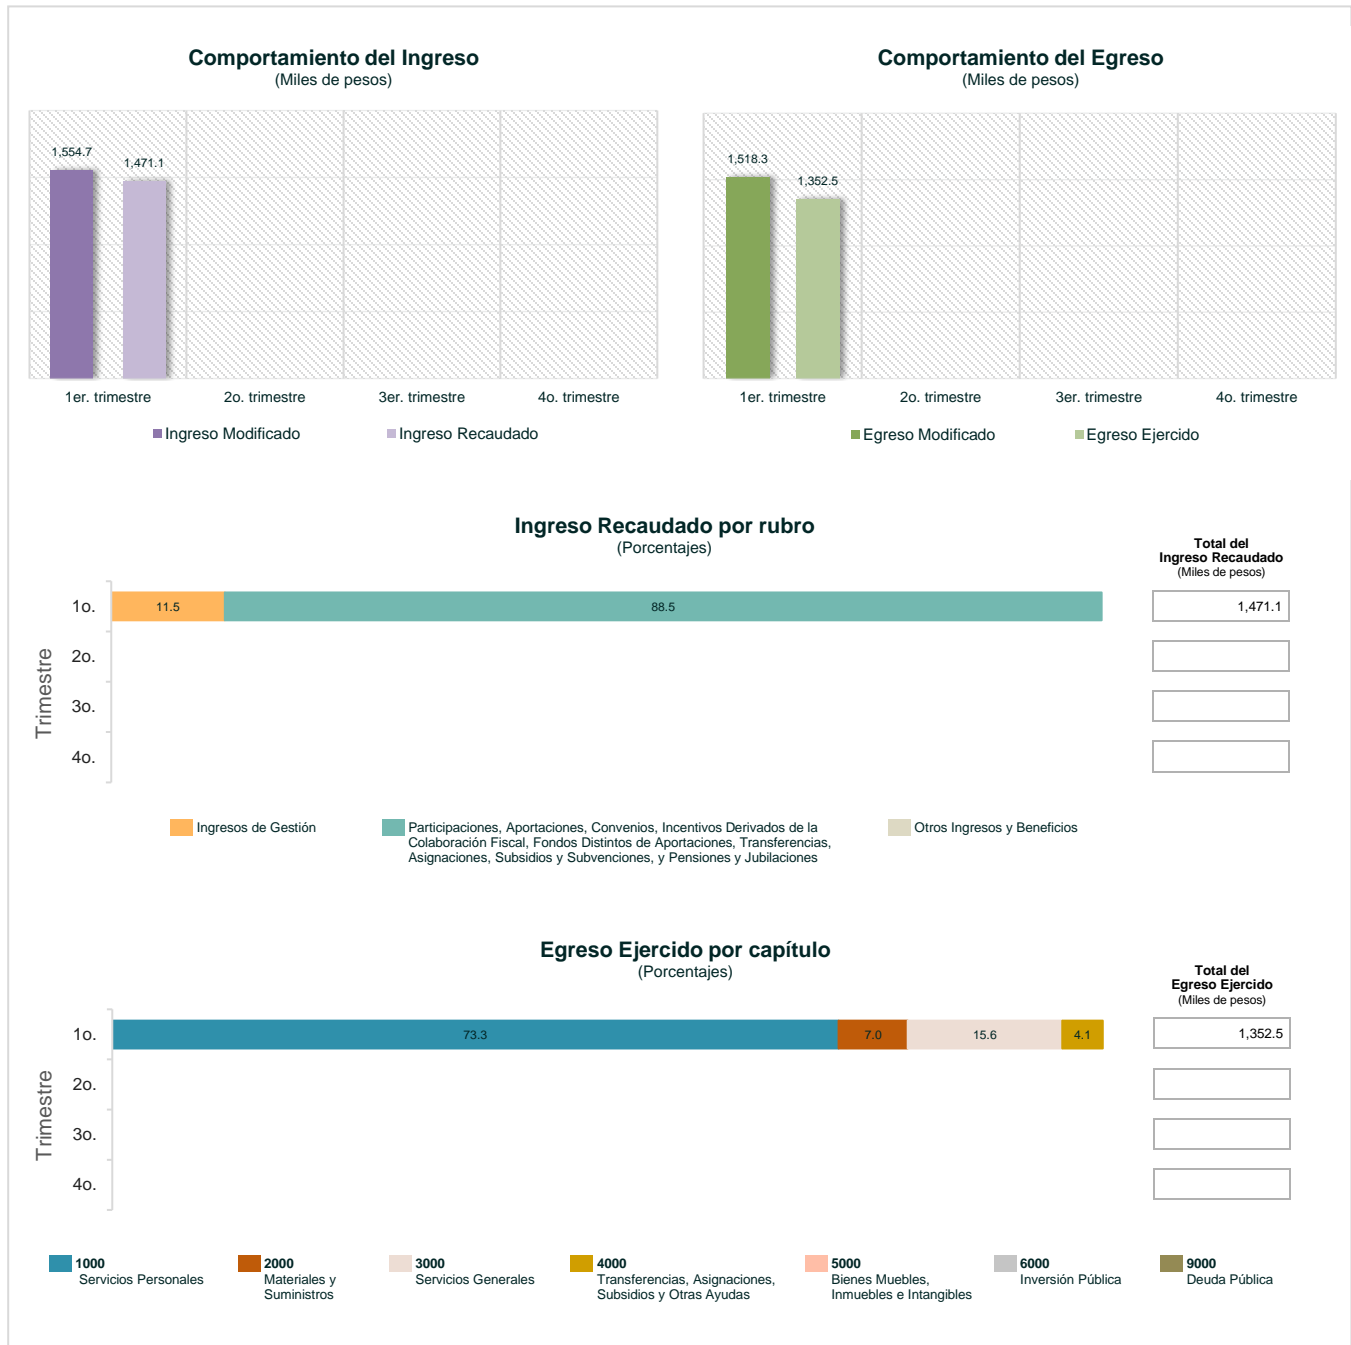 Comportamiento del Ingreso
(Miles de pesos)
1,554.7
1,471.1
1er. trimestre
2o. trimestre
3er. trimestre
4o. trimestre
Ingreso Modificado
Ingreso Recaudado
Comportamiento del Egreso
(Miles de pesos)
1,518.3
1,352.5
1er. trimestre
2o. trimestre
3er. trimestre
4o. trimestre
Egreso Modificado
Egreso Ejercido
Ingreso Recaudado por rubro
(Porcentajes)
Total del
Ingreso Recaudado
(Miles de pesos)
Trimestre
1o.
11.5
88.5
1,471.1
2o.
3o.
4o.
Ingresos de Gestión
Participaciones, Aportaciones, Convenios, Incentivos Derivados de la
Colaboración Fiscal, Fondos Distintos de Aportaciones, Transferencias,
Asignaciones, Subsidios y Subvenciones, y Pensiones y Jubilaciones
Otros Ingresos y Beneficios
Egreso Ejercido por capítulo
(Porcentajes)
Total del
Egreso Ejercido
(Miles de pesos)
Trimestre
1o.
73.3
7.0
15.6
4.1
1,352.5
2o.
3o.
4o.
1000
Servicios Personales
2000
Materiales y
Suministros
3000
Servicios Generales
4000
Transferencias, Asignaciones,
Subsidios y Otras Ayudas
5000
Bienes Muebles,
Inmuebles e Intangibles
6000
Inversión Pública
9000
Deuda Pública